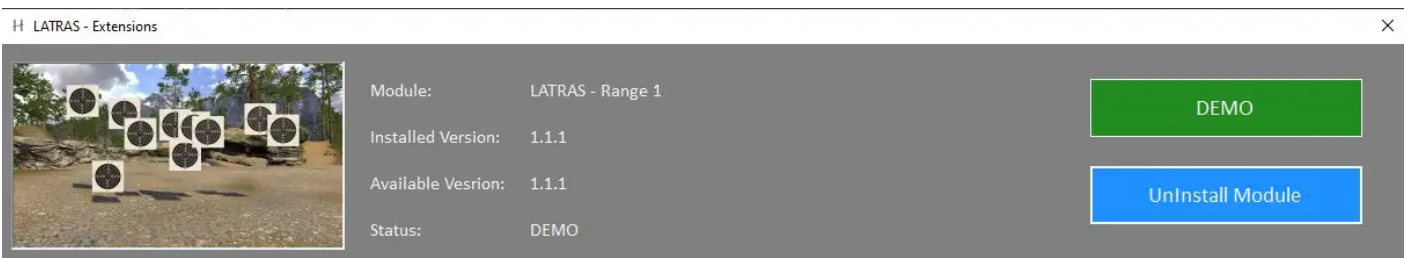 LATRAS - Extensions
Module: LATRAS - Range 1
Installed Version: 1.1.1
Available Vesrion: 1.1.1
Status: DEMO
DEMO
UnInstall Module